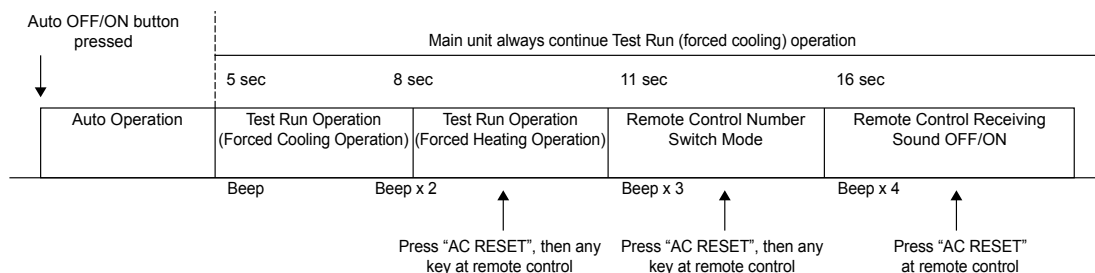 Auto OFF/ON button
pressed
Main unit always continue Test Run (forced cooling) operation
5 sec
8 sec
11 sec
16 sec
Auto Operation
Test Run Operation
(Forced Cooling Operation)
Test Run Operation
(Forced Heating Operation)
Remote Control Number
Switch Mode
Remote Control Receiving
Sound OFF/ON
Beep
Beep x 2
Beep x 3
Beep x 4
Press “AC RESET”, then any
key at remote control
Press “AC RESET”, then any
key at remote control
Press “AC RESET”
at remote control